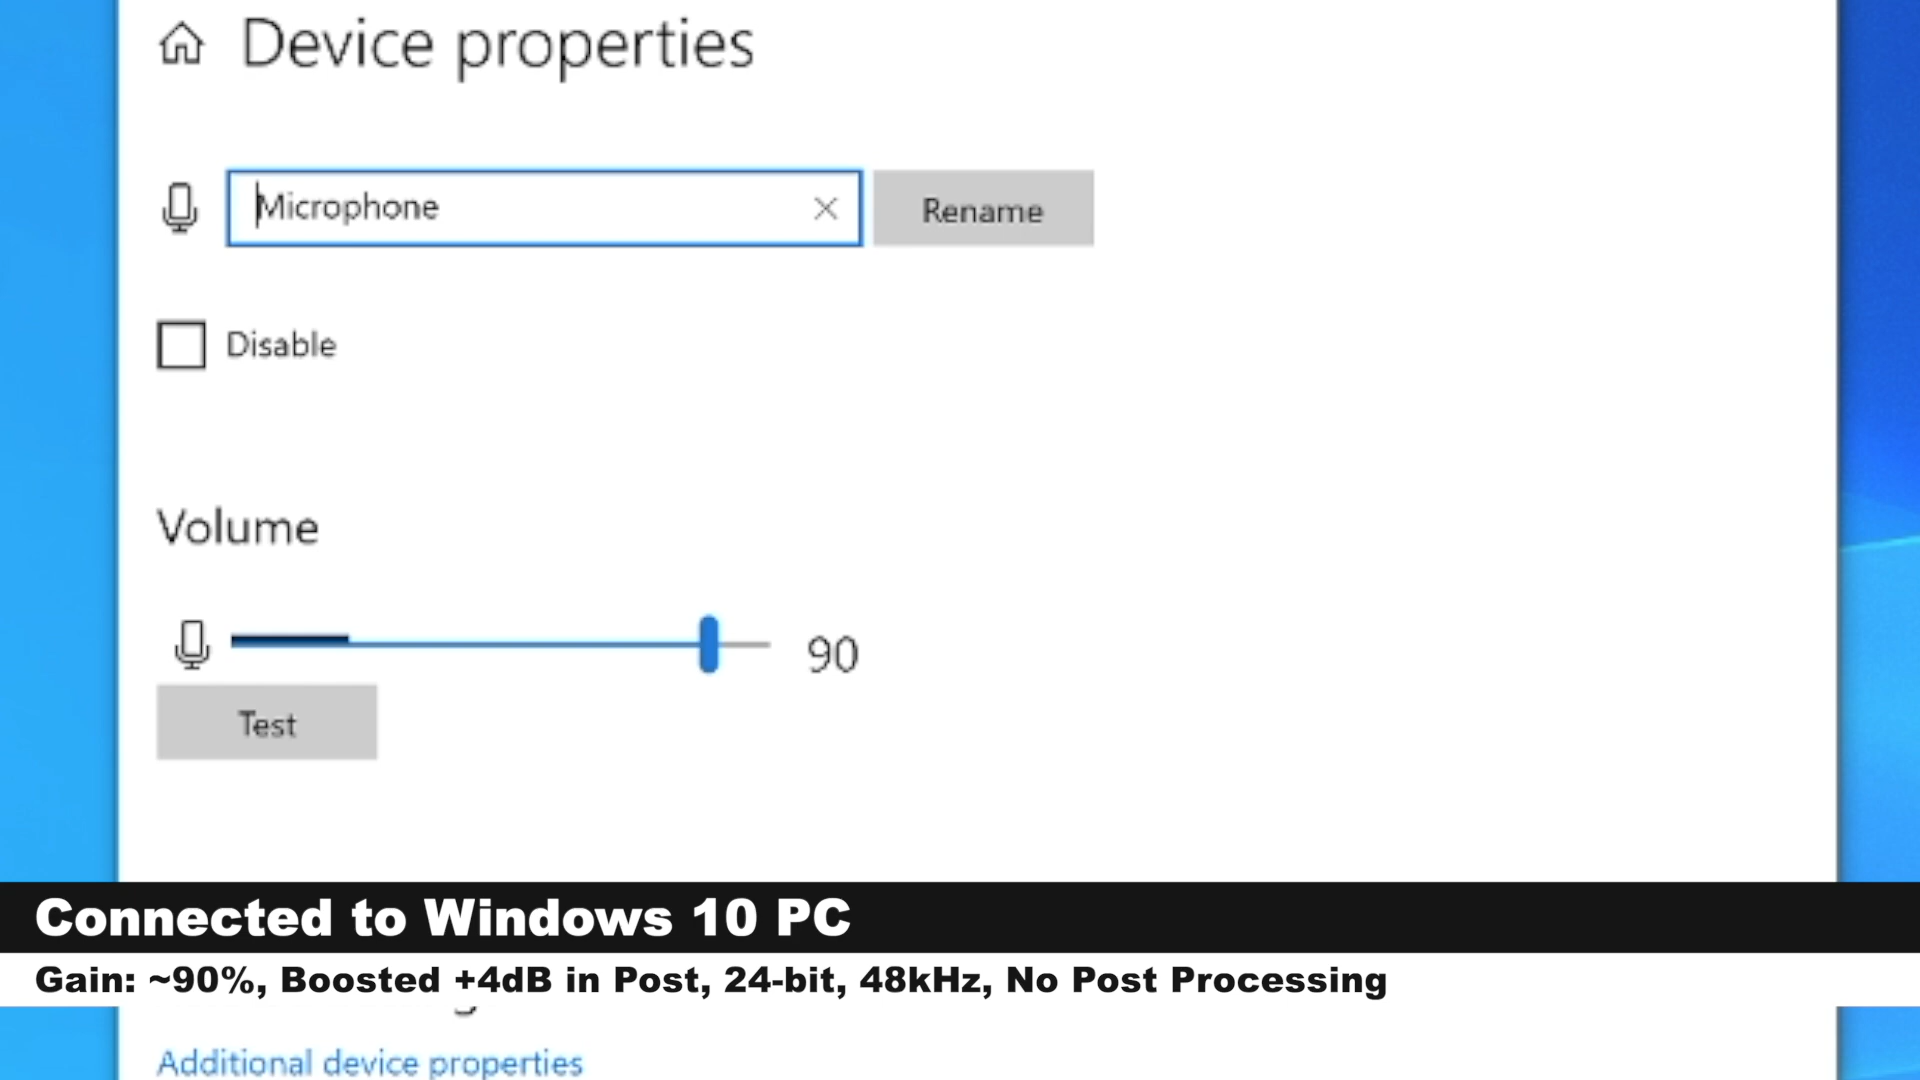 Device properties
Microphone
Rename
Disable
Volume
90
Test
Connected to Windows 10 PC
Gain: ~90%, Boosted +4dB in Post, 24-bit, 48kHz, No Post Processing
Additional device properties